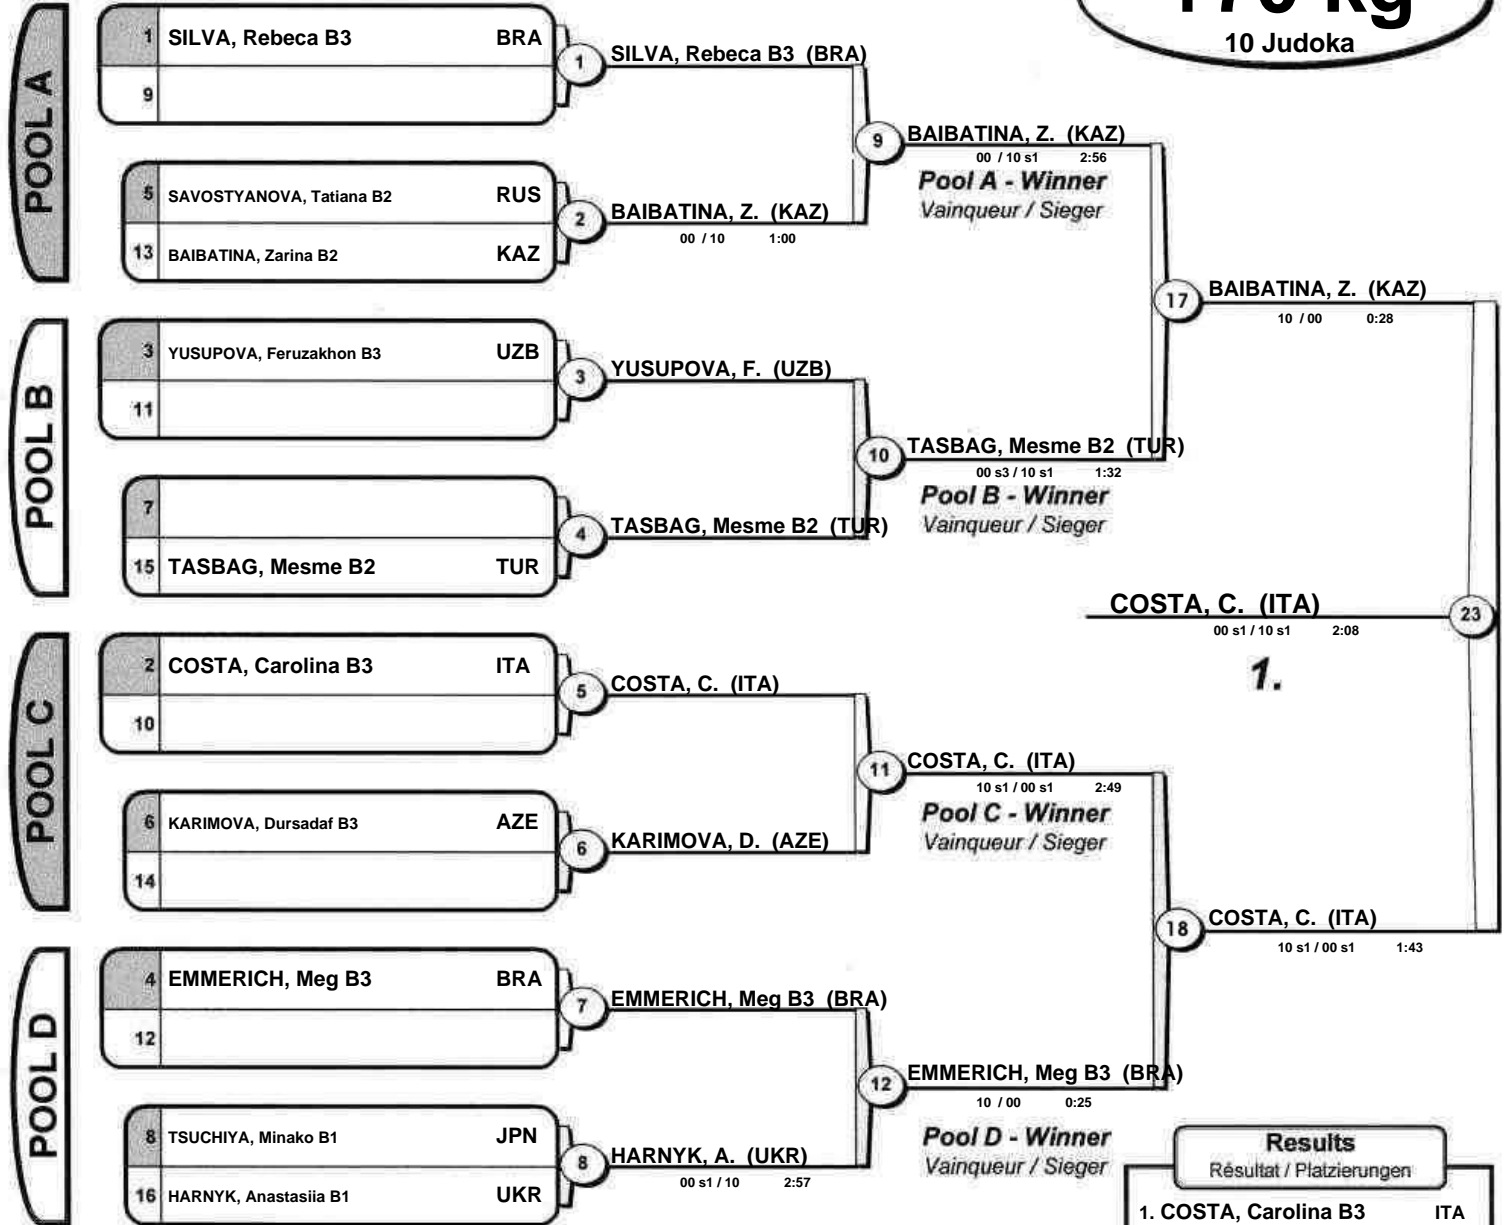 +70 kg
10 Judoka
POOL A
1 SILVA, Rebeca B3 BRA
9
1 SILVA, Rebeca B3 (BRA)
5 SAVOSTYANOVA, Tatiana B2 RUS
13 BAIBATINA, Zarina B2 KAZ
2 BAIBATINA, Z. (KAZ)
00 / 10 1:00
9 BAIBATINA, Z. (KAZ)
00 / 10 s1 2:56
Pool A - Winner
Vainqueur / Sieger
POOL B
3 YUSUPOVA, Feruzakhon B3 UZB
11
3 YUSUPOVA, F. (UZB)
7
15 TASBAG, Mesme B2 TUR
4 TASBAG, Mesme B2 (TUR)
10 TASBAG, Mesme B2 (TUR)
00 s3 / 10 s1 1:32
Pool B - Winner
Vainqueur / Sieger
17 BAIBATINA, Z. (KAZ)
10 / 00 0:28
COSTA, C. (ITA) 23
00 s1 / 10 s1 2:08
1.
POOL C
2 COSTA, Carolina B3 ITA
10
5 COSTA, C. (ITA)
6 KARIMOVA, Dursadaf B3 AZE
14
6 KARIMOVA, D. (AZE)
11 COSTA, C. (ITA)
10 s1 / 00 s1 2:49
Pool C - Winner
Vainqueur / Sieger
18 COSTA, C. (ITA)
10 s1 / 00 s1 1:43
POOL D
4 EMMERICH, Meg B3 BRA
12
7 EMMERICH, Meg B3 (BRA)
8 TSUCHIYA, Minako B1 JPN
16 HARNYK, Anastasiia B1 UKR
8 HARNYK, A. (UKR)
00 s1 / 10 2:57
12 EMMERICH, Meg B3 (BRA)
10 / 00 0:25
Pool D - Winner
Vainqueur / Sieger
Results
Résultat / Platzierungen
1. COSTA, Carolina B3 ITA